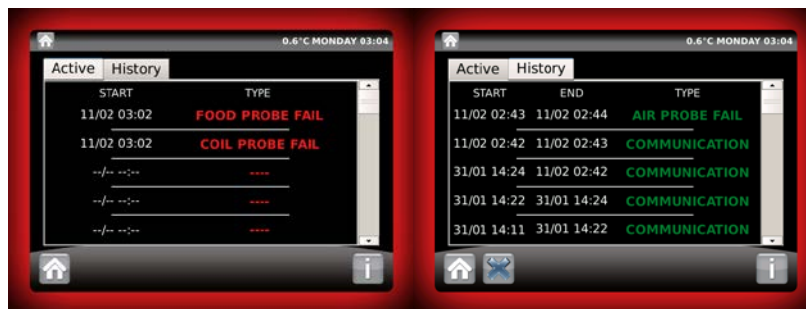 0.6°C MONDAY 03:04
Active History
START TYPE
11/02 03:02 FOOD PROBE FAIL
11/02 03:02 COIL PROBE FAIL
--/-- --:-- ----
--/-- --:-- ----
--/-- --:-- ----
i
0.6°C MONDAY 03:04
Active History
START END TYPE
11/02 02:43 11/02 02:44 AIR PROBE FAIL
11/02 02:42 11/02 02:43 COMMUNICATION
31/01 14:24 11/02 02:42 COMMUNICATION
31/01 14:22 31/01 14:24 COMMUNICATION
31/01 14:11 31/01 14:22 COMMUNICATION
i